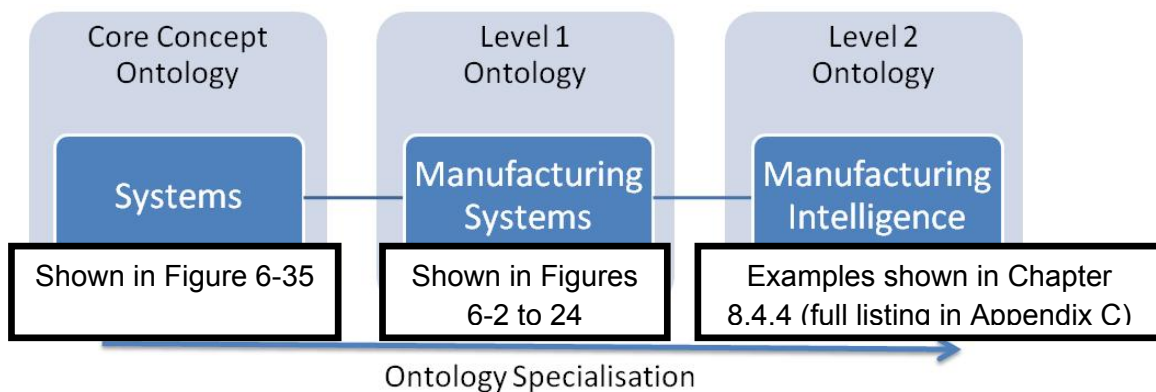 Core Concept
Ontology
Systems
Shown in Figure 6-35
Level 1
Ontology
Manufacturing
Systems
Shown in Figures
6-2 to 24
Level 2
Ontology
Manufacturing
Intelligence
Examples shown in Chapter
8.4.4 (full listing in Appendix C)
Ontology Specialisation